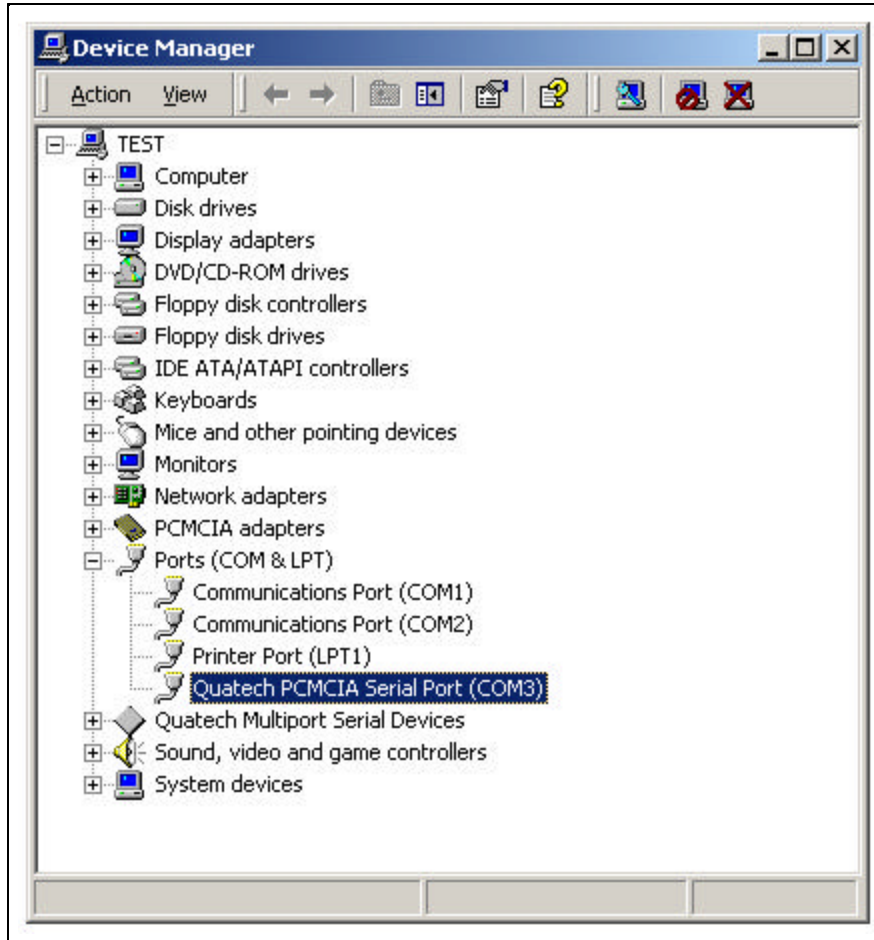 Device Manager
Action View
TEST
Computer
Disk drives
Display adapters
DVD/CD-ROM drives
Floppy disk controllers
Floppy disk drives
IDE ATA/ATAPI controllers
Keyboards
Mice and other pointing devices
Monitors
Network adapters
PCMCIA adapters
Ports (COM & LPT)
Communications Port (COM1)
Communications Port (COM2)
Printer Port (LPT1)
Quatech PCMCIA Serial Port (COM3)
Quatech Multiport Serial Devices
Sound, video and game controllers
System devices